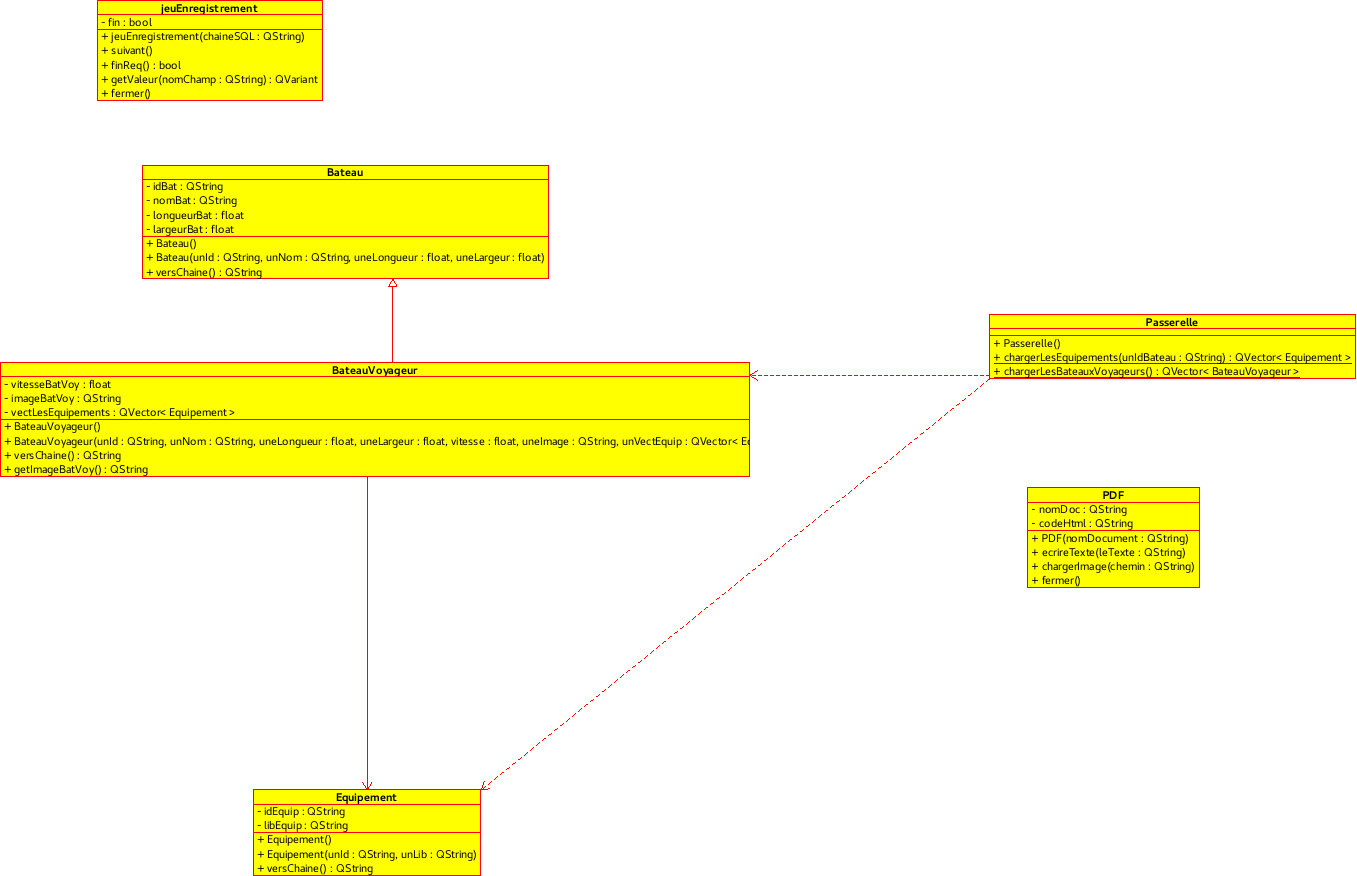 jeuEnregistrement
- fin : bool
+ jeuEnregistrement(chaineSQL : QString)
+ suivant()
+ finReq() : bool
+ getValeur(nomChamp : QString) : QVariant
+ fermer()
Bateau
- idBat : QString
- nomBat : QString
- longueurBat : float
- largeurBat : float
+ Bateau()
+ Bateau(unId : QString, unNom : QString, uneLongueur : float, uneLargeur : float)
+ versChaine() : QString
Passerelle
+ Passerelle()
+ chargerLesEquipements(unIdBateau : QString) : QVector< Equipement >
+ chargerLesBateauxVoyageurs() : QVector< BateauVoyageur >
BateauVoyageur
- vitesseBatVoy : float
- imageBatVoy : QString
- vectLesEquipements : QVector< Equipement >
+ BateauVoyageur()
+ BateauVoyageur(unId : QString, unNom : QString, uneLongueur : float, uneLargeur : float, vitesse : float, uneImage : QString, unVectEquip : QVector<
+ versChaine() : QString
+ getImageBatVoy() : QString
PDF
- nomDoc : QString
- codeHtml : QString
+ PDF(nomDocument : QString)
+ ecrireTexte(leTexte : QString)
+ chargerImage(chemin : QString)
+ fermer()
Equipement
- idEquip : QString
- libEquip : QString
+ Equipement()
+ Equipement(unId : QString, unLib : QString)
+ versChaine() : QString